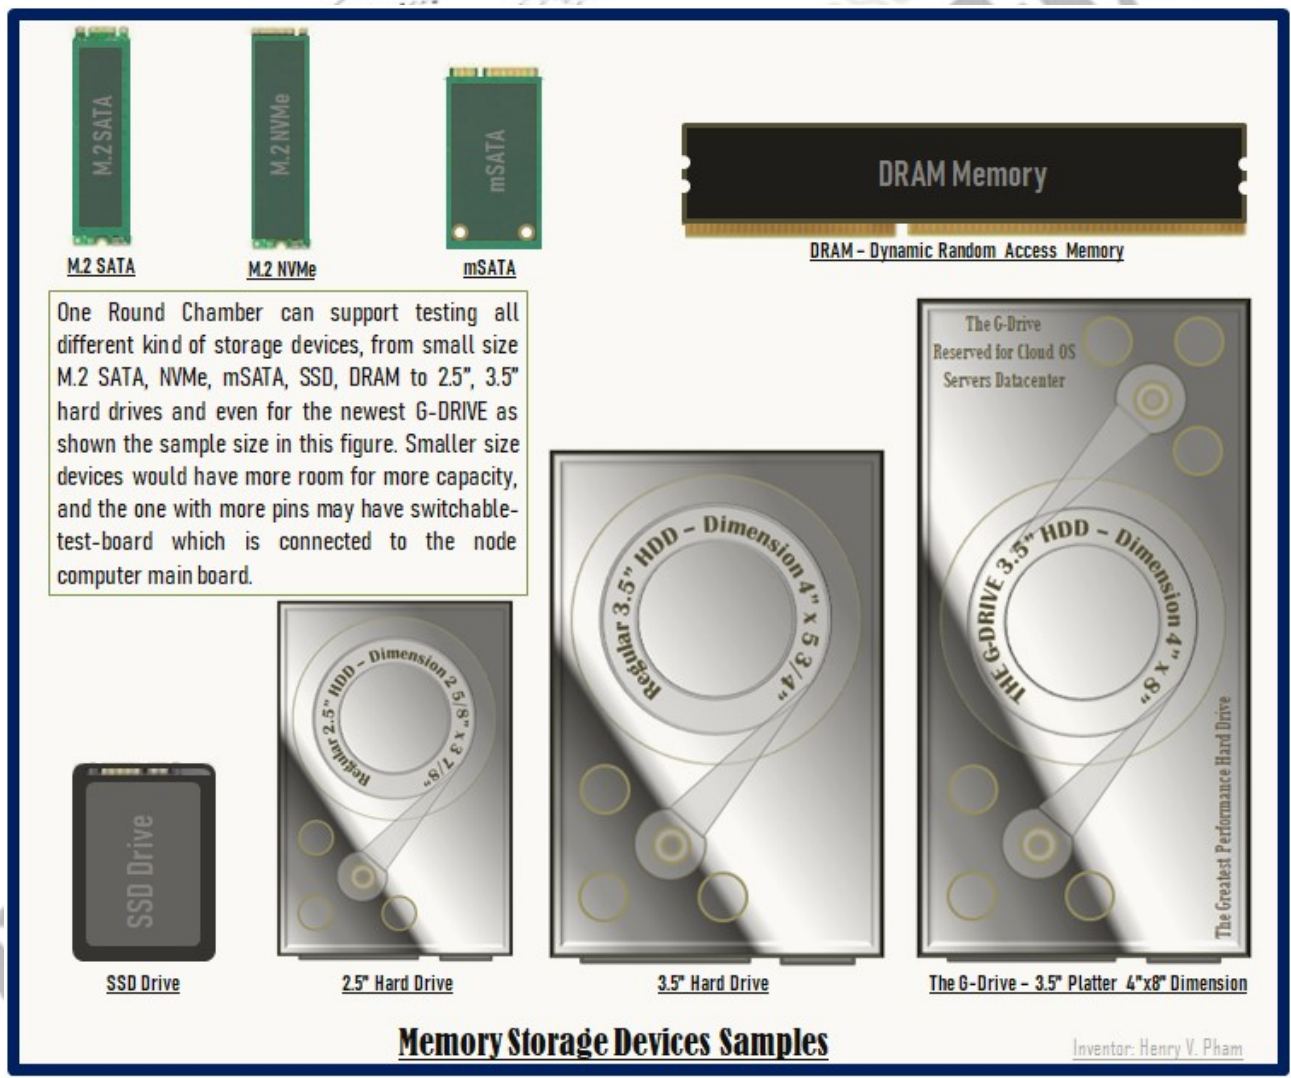 M.2 SATA
M.2 NVMe
mSATA
DRAM Memory
M.2 SATA
M.2 NVMe
mSATA
DRAM – Dynamic Random Access Memory
One Round Chamber can support testing all
different kind of storage devices, from small size
M.2 SATA, NVMe, mSATA, SSD, DRAM to 2.5", 3.5"
hard drives and even for the newest G-DRIVE as
shown the sample size in this figure. Smaller size
devices would have more room for more capacity,
and the one with more pins may have switchable-
test-board which is connected to the node
computer main board.
The G-Drive
Reserved for Cloud OS
Servers Datacenter
Regular 2.5" HDD – Dimension 2 5/8" x 3 7/8"
Regular 3.5" HDD – Dimension 4" x 5 3/4"
THE G-DRIVE 3.5" HDD – Dimension 4" x 8"
The Greatest Performance Hard Drive
SSD Drive
SSD Drive
2.5" Hard Drive
3.5" Hard Drive
The G-Drive – 3.5" Platter 4"x8" Dimension
Memory Storage Devices Samples
Inventor: Henry V. Pham